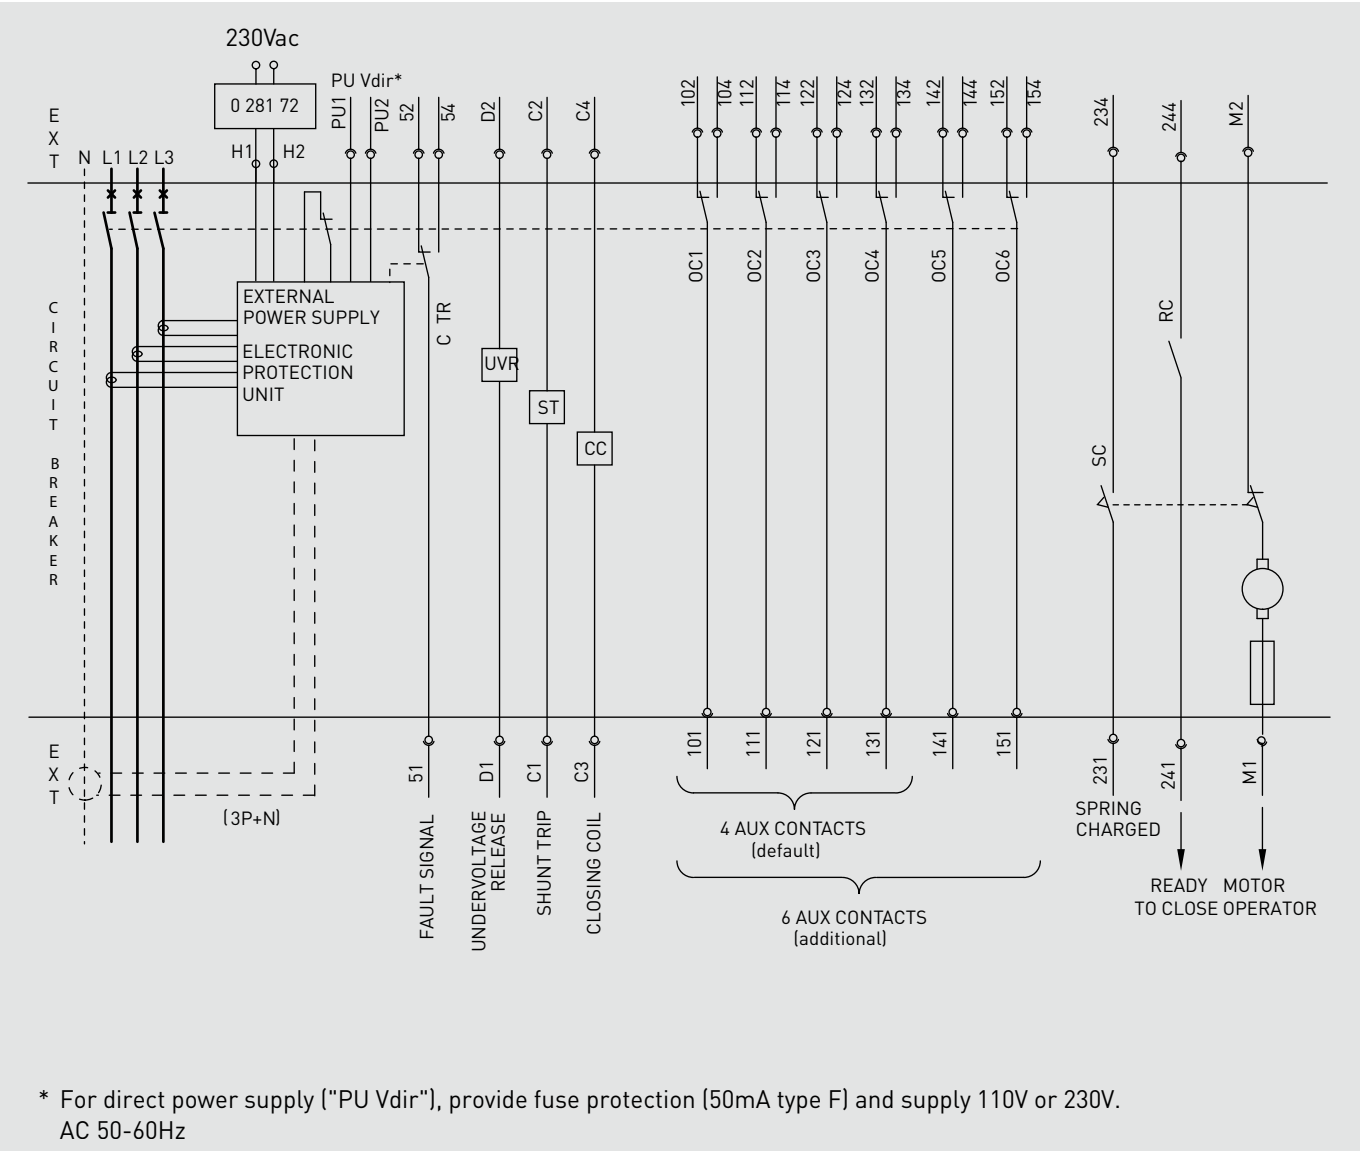 230Vac
0 281 72
PU Vdir*
PU1
PU2
52
54
D2
C2
C4
102
104
112
114
122
124
132
134
142
144
152
154
234
244
M2
EXT
H1
H2
N
L1
L2
L3
EXTERNAL
POWER SUPPLY
ELECTRONIC
PROTECTION
UNIT
C TR
UVR
ST
CC
OC1
OC2
OC3
OC4
OC5
OC6
RC
SC
CIRCUIT BREAKER
EXT
(3P+N)
51
D1
C1
C3
101
111
121
131
141
151
231
241
M1
FAULT SIGNAL
UNDERVOLTAGE
RELEASE
SHUNT TRIP
CLOSING COIL
4 AUX CONTACTS
(default)
6 AUX CONTACTS
(additional)
SPRING
CHARGED
READY
TO CLOSE
MOTOR
OPERATOR
* For direct power supply ("PU Vdir"), provide fuse protection (50mA type F) and supply 110V or 230V.
AC 50-60Hz